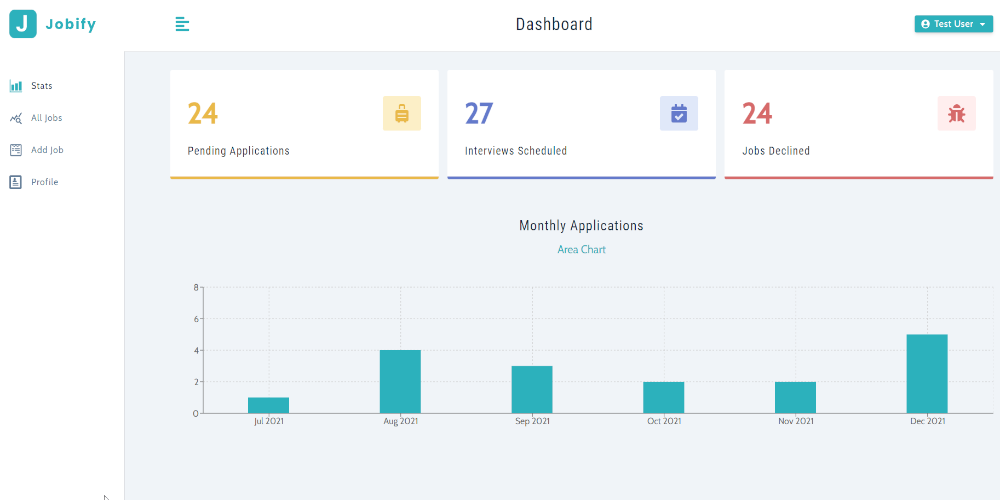 J Jobify
Dashboard
Test User
Stats
All Jobs
Add Job
Profile
24
Pending Applications
27
Interviews Scheduled
24
Jobs Declined
Monthly Applications
Area Chart
8
6
4
2
0
Jul 2021 Aug 2021 Sep 2021 Oct 2021 Nov 2021 Dec 2021